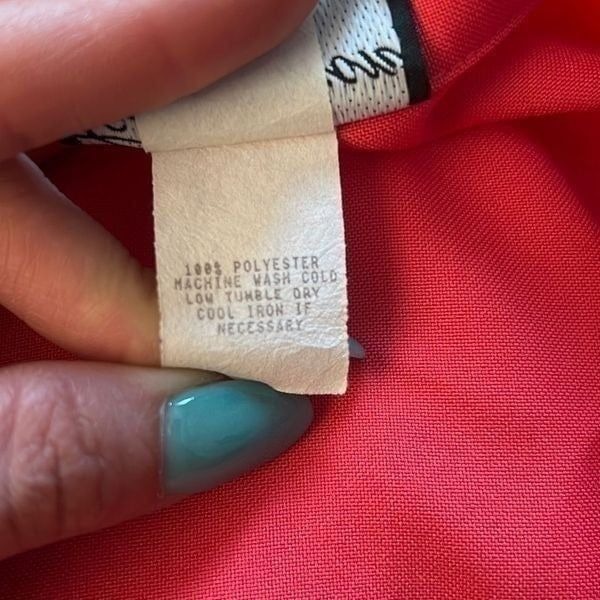 100% POLYESTER
MACHINE WASH COLD
LOW TUMBLE DRY
COOL IRON IF
NECESSARY